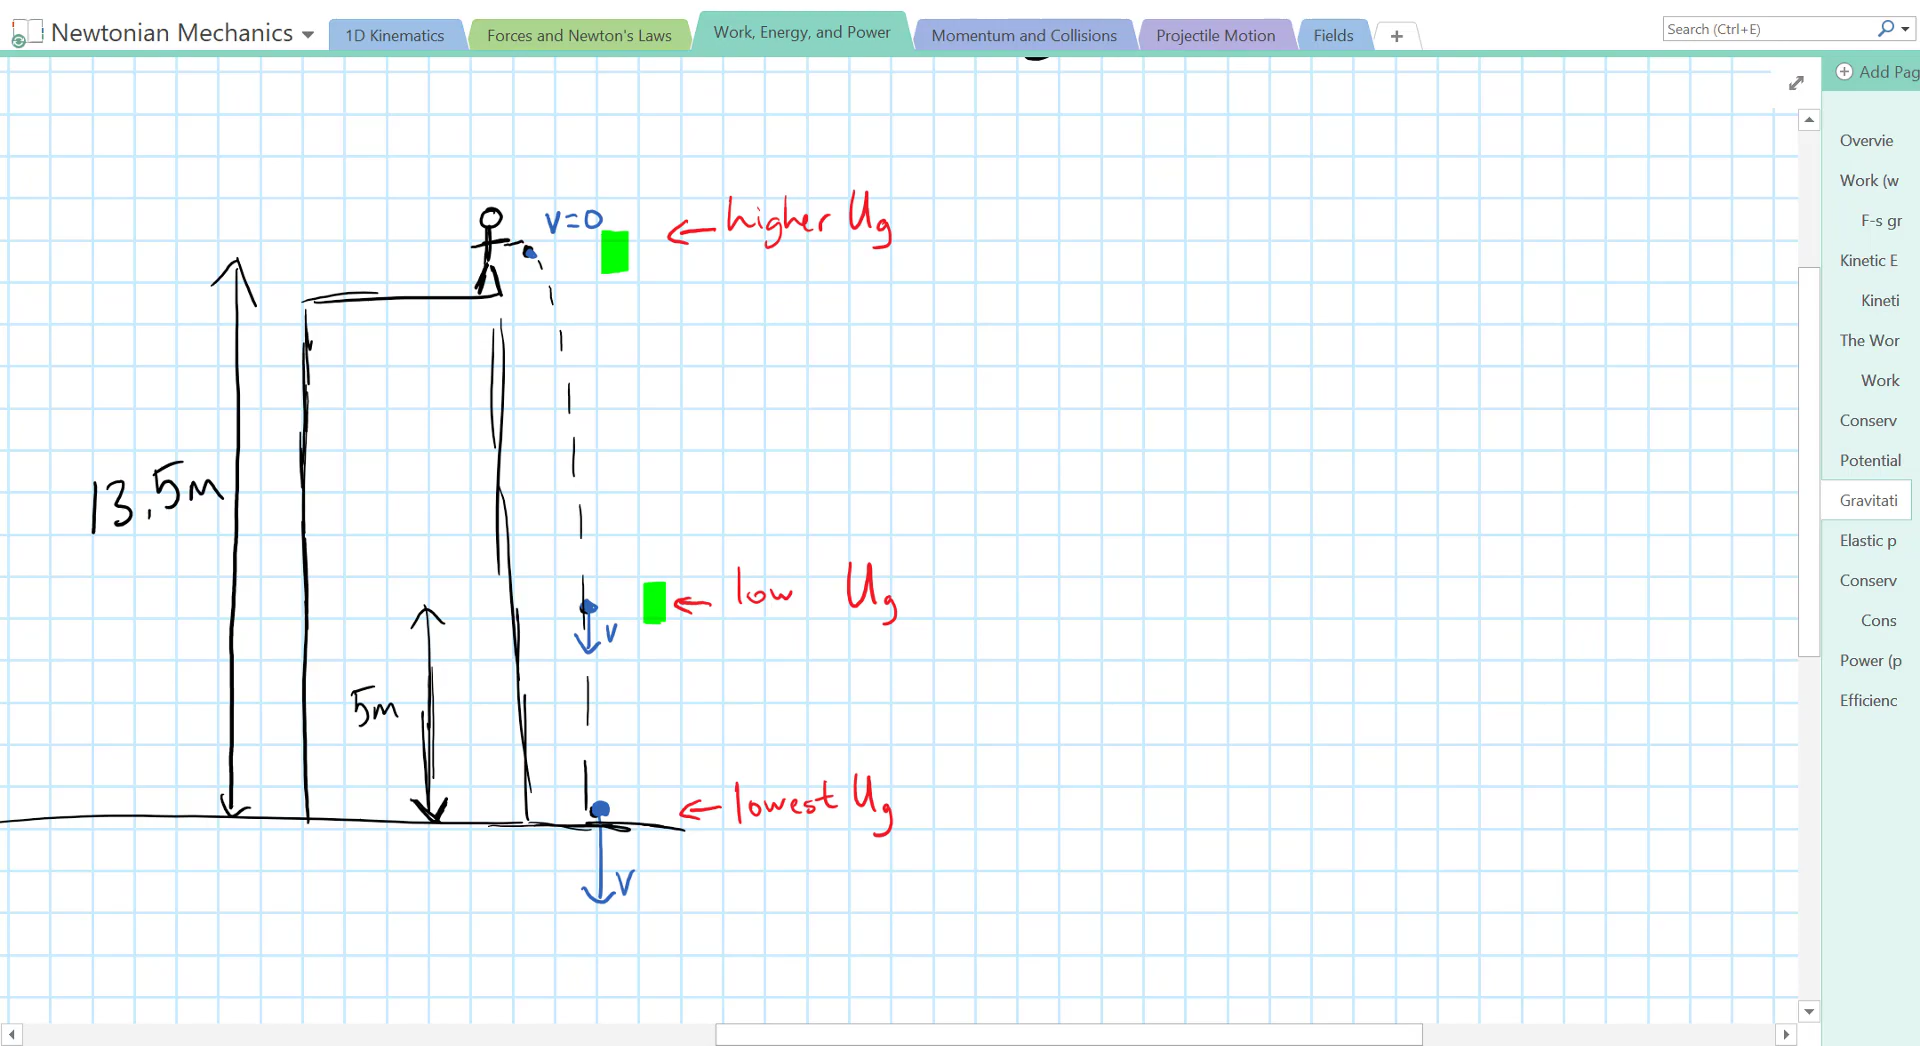 Newtonian Mechanics
1D Kinematics
Forces and Newton's Laws
Work, Energy, and Power
Momentum and Collisions
Projectile Motion
Fields
+
Search (Ctrl+E)
Add Pag
Overvie
Work (w
F-s gr
Kinetic E
Kineti
The Wor
Work
Conserv
Potential
Gravitati
Elastic p
Conserv
Cons
Power (p
Efficienc
v=0
← higher Ug
13.5m
← low Ug
v
5m
← lowest Ug
v